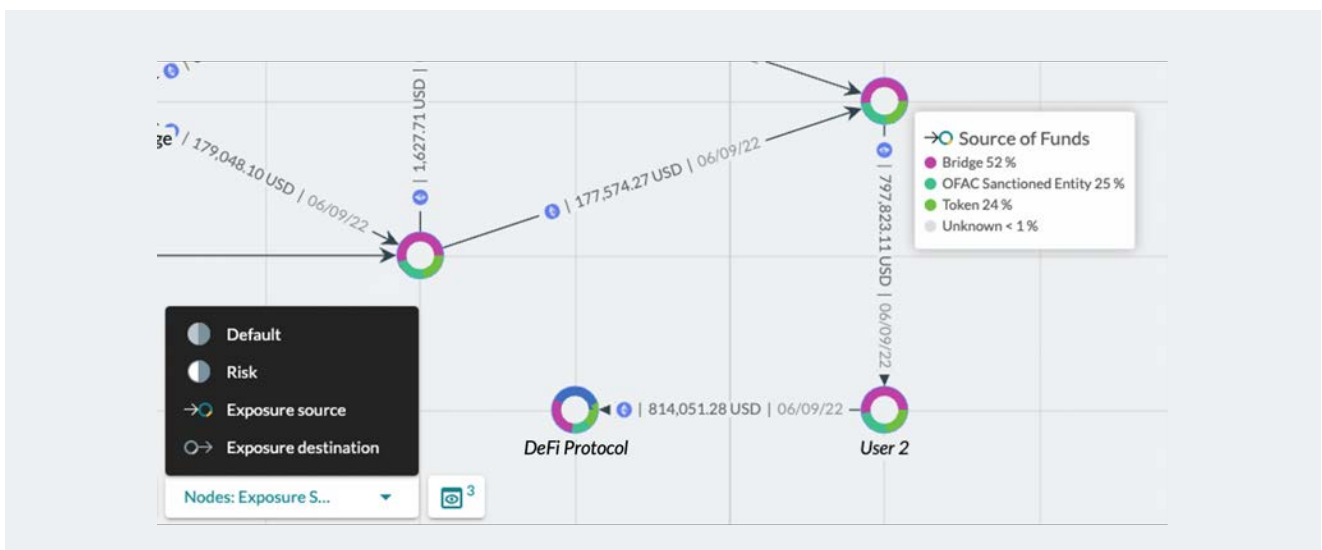 ge
| 179,048.10 USD | 06/09/22
| 1,627.71 USD |
| 177,574.27 USD | 06/09/22
| 797,823.11 USD | 06/09/22
Source of Funds
Bridge 52 %
OFAC Sanctioned Entity 25 %
Token 24 %
Unknown < 1 %
Default
Risk
Exposure source
Exposure destination
Nodes: Exposure S...
3
| 814,051.28 USD | 06/09/22
DeFi Protocol
User 2